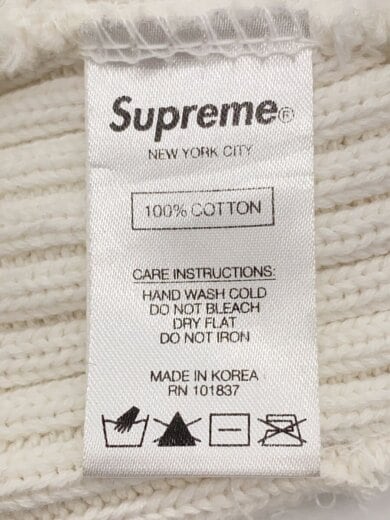 Supreme®
NEW YORK CITY
100% COTTON
CARE INSTRUCTIONS:
HAND WASH COLD
DO NOT BLEACH
DRY FLAT
DO NOT IRON
MADE IN KOREA
RN 101837